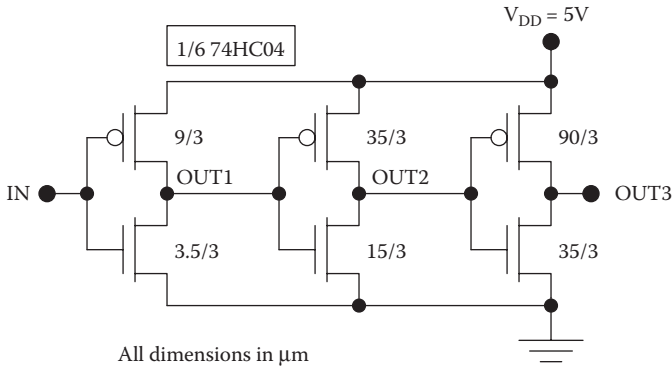 V_DD = 5V
1/6 74HC04
9/3
35/3
90/3
IN
OUT1
OUT2
OUT3
3.5/3
15/3
35/3
All dimensions in μm